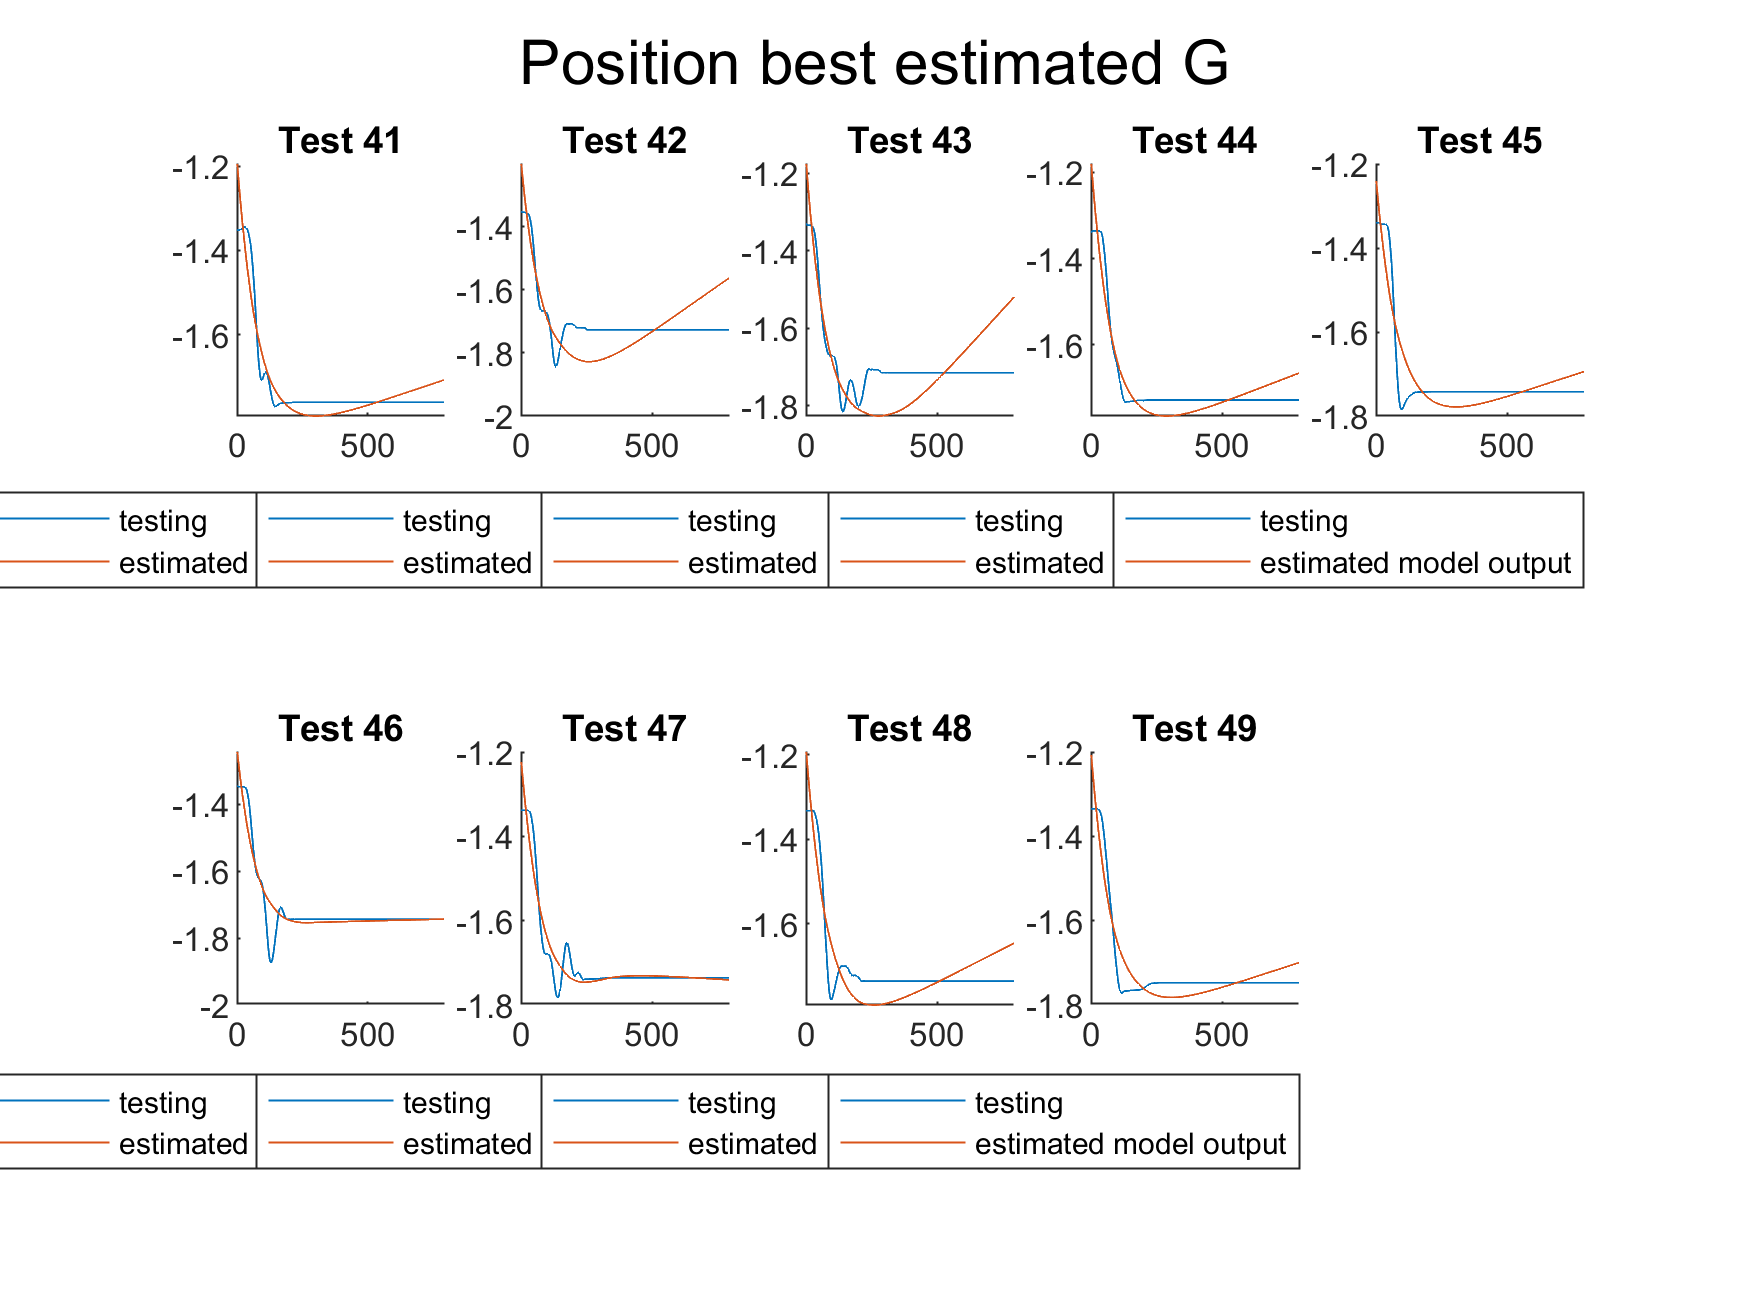 Position best estimated G
Test 41 Test 42 Test 43 Test 44 Test 45
-1.2 -1.2 -1.2 -1.2
-1.4 -1.4 -1.4 -1.4 -1.4
-1.6 -1.6 -1.6 -1.6 -1.6
-1.8 -1.8 -1.8
-2
0 500 0 500 0 500 0 500 0 500
testing testing testing testing testing
estimated estimated estimated estimated estimated model output
Test 46 Test 47 Test 48 Test 49
-1.2 -1.2 -1.2
-1.4 -1.4 -1.4 -1.4
-1.6 -1.6 -1.6 -1.6
-1.8 -1.8 -1.8
-2
0 500 0 500 0 500 0 500
testing testing testing testing
estimated estimated estimated estimated model output